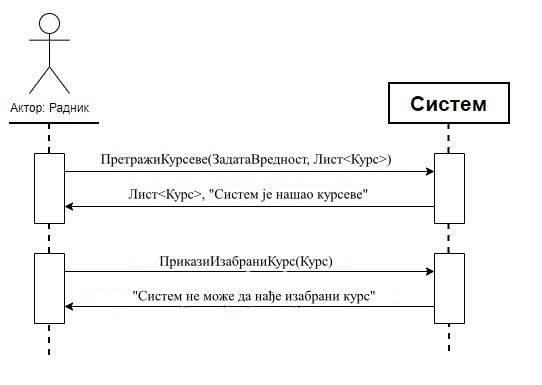 Актор: Радник
Систем
ПретражиКурсеве(ЗадатаВредност, Лист<Курс>)
Лист<Курс>, "Систем је нашао курсеве"
ПрикажиИзабраниКурс(Курс)
"Систем не може да нађе изабрани курс"